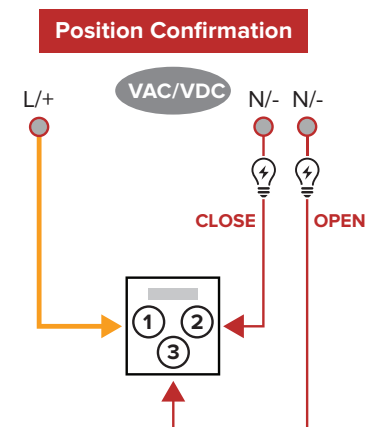 Position Confirmation
VAC/VDC
L/+ N/- N/-
CLOSE OPEN
1 2
3